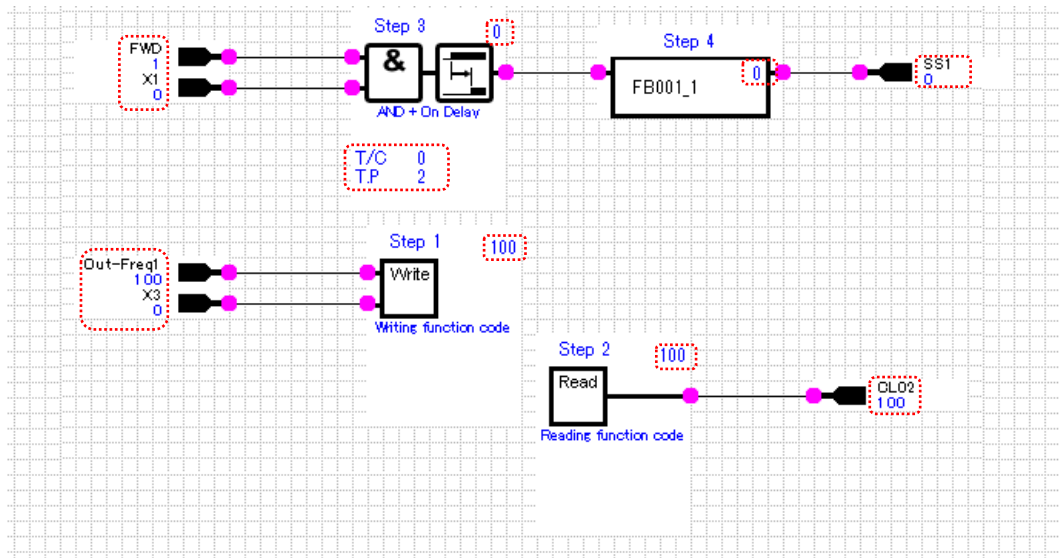 Step 3
0
FWD
1
X1
0
&
AND + On Delay
T/C 0
T.P 2
Step 4
FB001_1
0
SS1
0
Step 1
100
Out-Freq1
100
X3
0
Write
Writing function code
Step 2
100
Read
Reading function code
CLO2
100